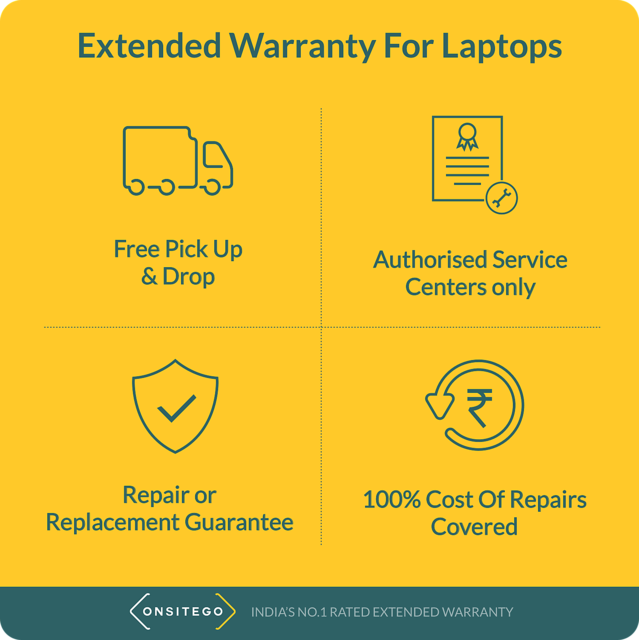 Extended Warranty For Laptops
Free Pick Up
& Drop
Authorised Service
Centers only
₹
Repair or
Replacement Guarantee
100% Cost Of Repairs
Covered
ONSITEGO
INDIA'S NO.1 RATED EXTENDED WARRANTY